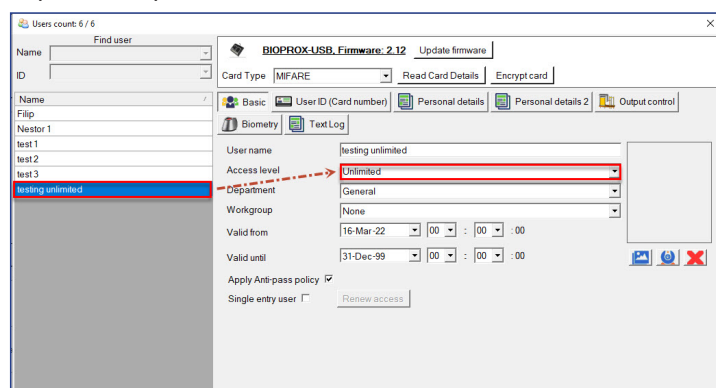 Users count: 6 / 6
Find user
Name
ID
Name
Filip
Nestor 1
test 1
test 2
test 3
testing unlimited
BIOPROX-USB, Firmware: 2.12 Update firmware
Card Type MIFARE Read Card Details Encrypt card
Basic User ID (Card number) Personal details Personal details 2 Output control
Biometry Text Log
User name testing unlimited
Access level Unlimited
Department General
Workgroup None
Valid from 16-Mar-22 00 : 00 : 00
Valid until 31-Dec-99 00 : 00 : 00
Apply Anti-pass policy
Single entry user Renew access